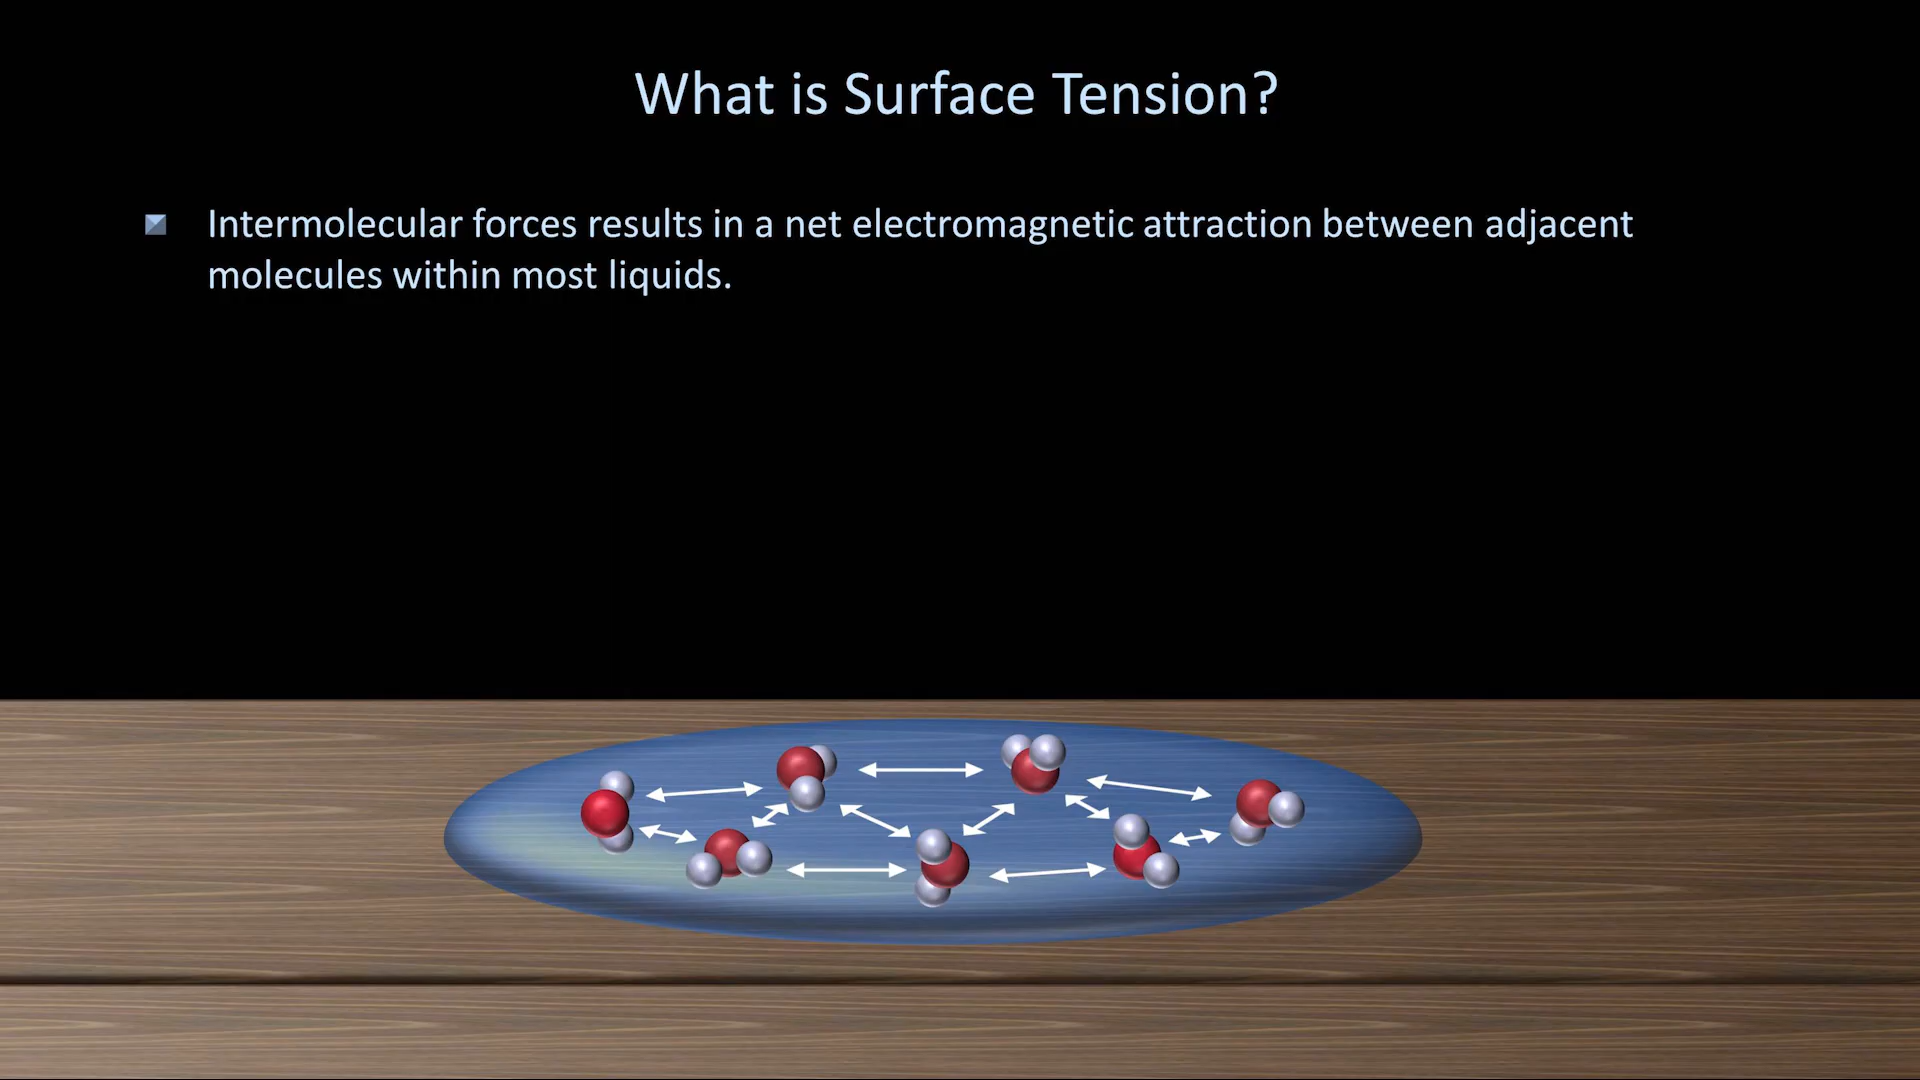 What is Surface Tension?
Intermolecular forces results in a net electromagnetic attraction between adjacent
molecules within most liquids.